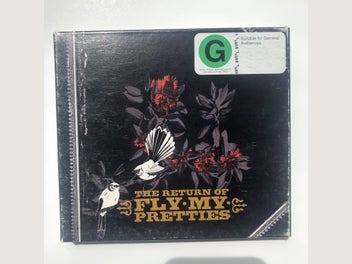 G
Suitable for General
Audiences
THE RETURN OF
FLY·MY·
PRETTIES